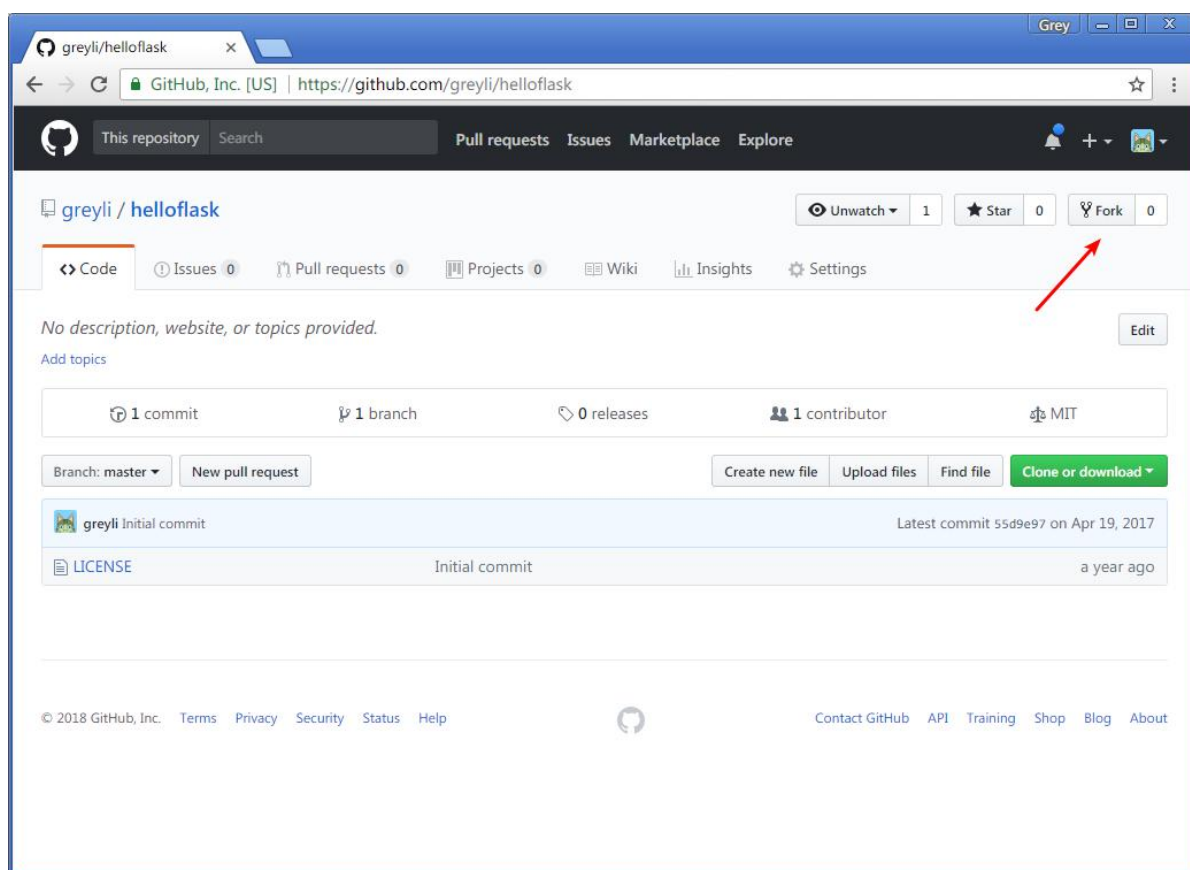 Grey
greyli/helloflask
GitHub, Inc. [US] https://github.com/greyli/helloflask
This repository Search Pull requests Issues Marketplace Explore
greyli / helloflask Unwatch 1 Star 0 Fork 0
Code Issues 0 Pull requests 0 Projects 0 Wiki Insights Settings
No description, website, or topics provided. Edit
Add topics
1 commit 1 branch 0 releases 1 contributor MIT
Branch: master New pull request Create new file Upload files Find file Clone or download
greyli Initial commit Latest commit 55d9e97 on Apr 19, 2017
LICENSE Initial commit a year ago
© 2018 GitHub, Inc. Terms Privacy Security Status Help Contact GitHub API Training Shop Blog About